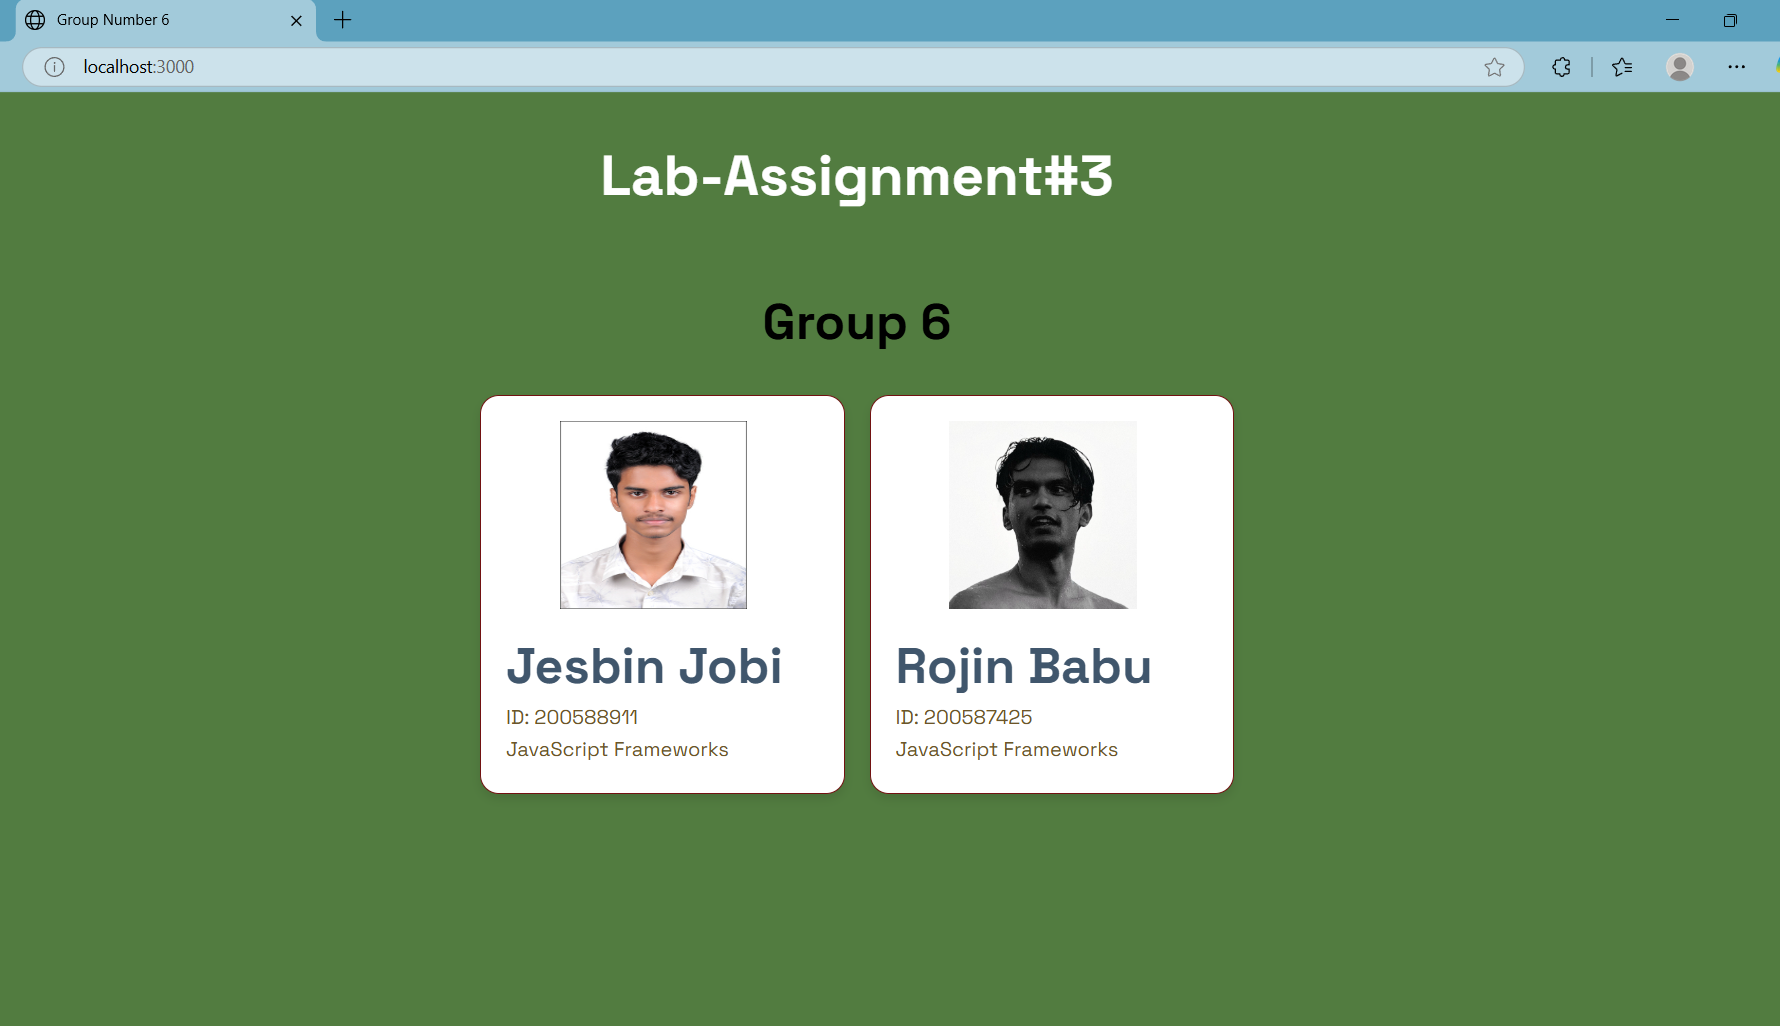 Group Number 6
localhost:3000
Lab-Assignment#3
Group 6
Jesbin Jobi
ID: 200588911
JavaScript Frameworks
Rojin Babu
ID: 200587425
JavaScript Frameworks